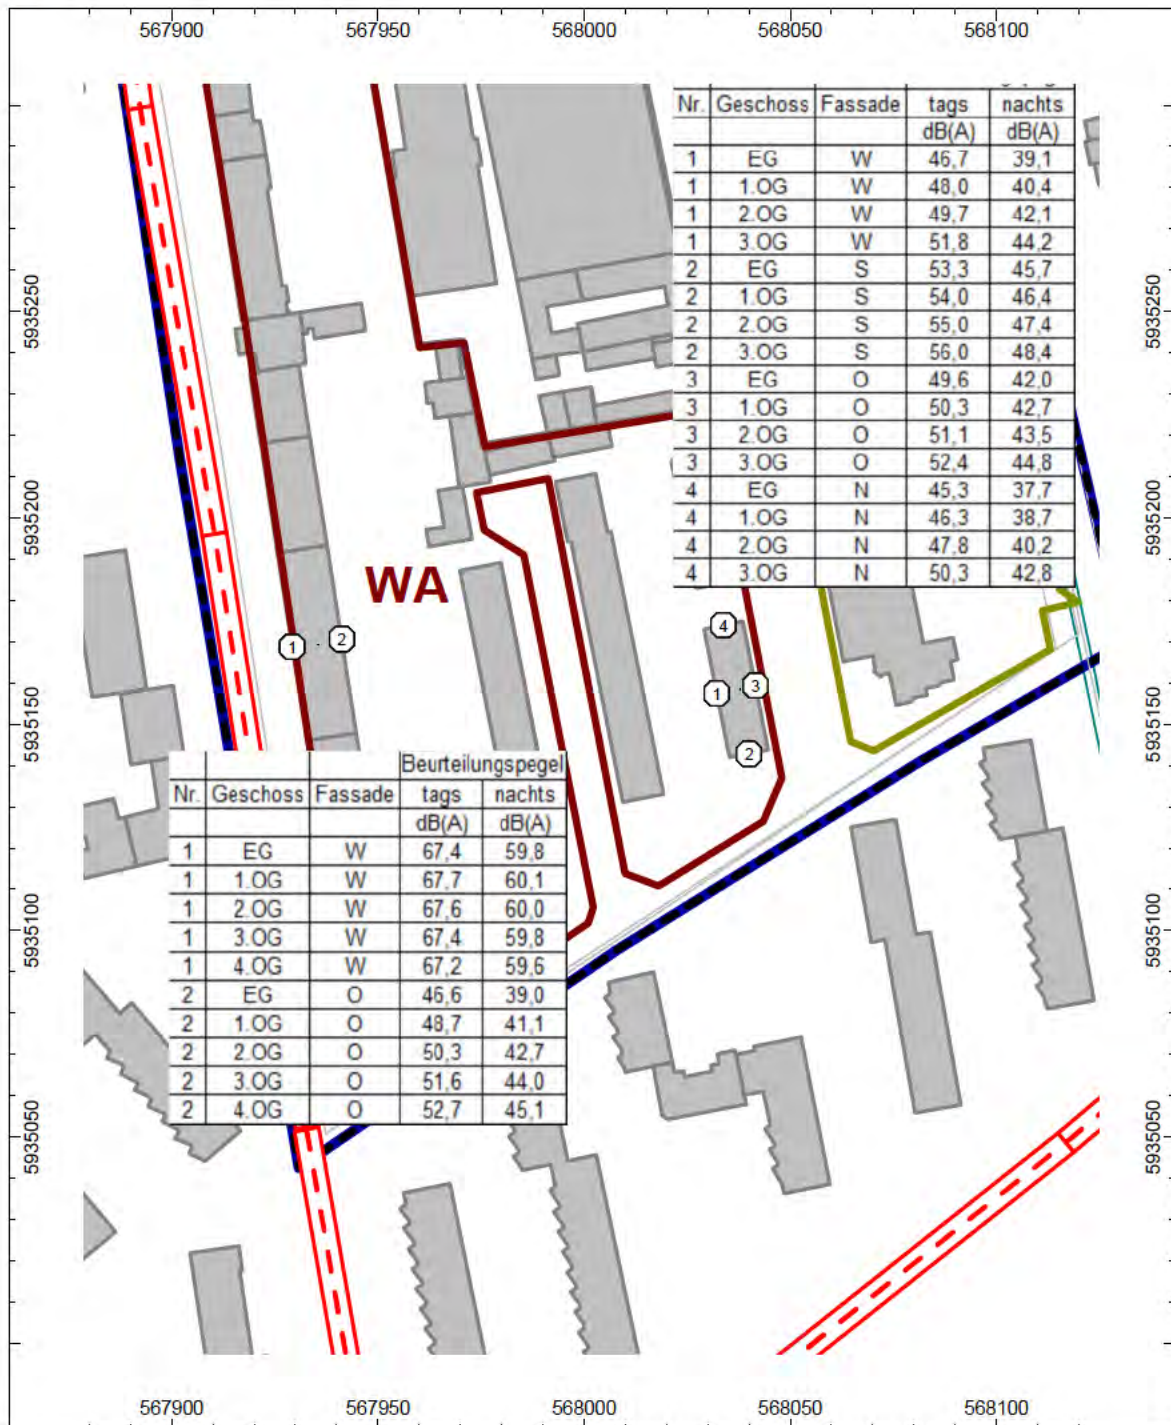 567900 567950 568000 568050 568100
Nr. Geschoss Fassade tags nachts
dB(A) dB(A)
1 EG W 46,7 39,1
1 1.OG W 48,0 40,4
1 2.OG W 49,7 42,1
1 3.OG W 51,8 44,2
2 EG S 53,3 45,7
2 1.OG S 54,0 46,4
2 2.OG S 55,0 47,4
2 3.OG S 56,0 48,4
3 EG O 49,6 42,0
3 1.OG O 50,3 42,7
3 2.OG O 51,1 43,5
3 3.OG O 52,4 44,8
4 EG N 45,3 37,7
4 1.OG N 46,3 38,7
4 2.OG N 47,8 40,2
4 3.OG N 50,3 42,8
5935250 5935250
5935200 5935200
WA
4
1 2
3
1
2
5935150 5935150
Beurteilungspegel
Nr. Geschoss Fassade tags nachts
dB(A) dB(A)
1 EG W 67,4 59,8
1 1.OG W 67,7 60,1
1 2.OG W 67,6 60,0
1 3.OG W 67,4 59,8
1 4.OG W 67,2 59,6
2 EG O 46,6 39,0
2 1.OG O 48,7 41,1
2 2.OG O 50,3 42,7
2 3.OG O 51,6 44,0
2 4.OG O 52,7 45,1
5935100 5935100
5935050 5935050
567900 567950 568000 568050 568100